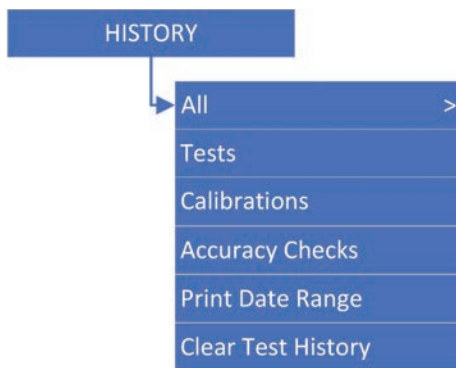 HISTORY
All >
Tests
Calibrations
Accuracy Checks
Print Date Range
Clear Test History